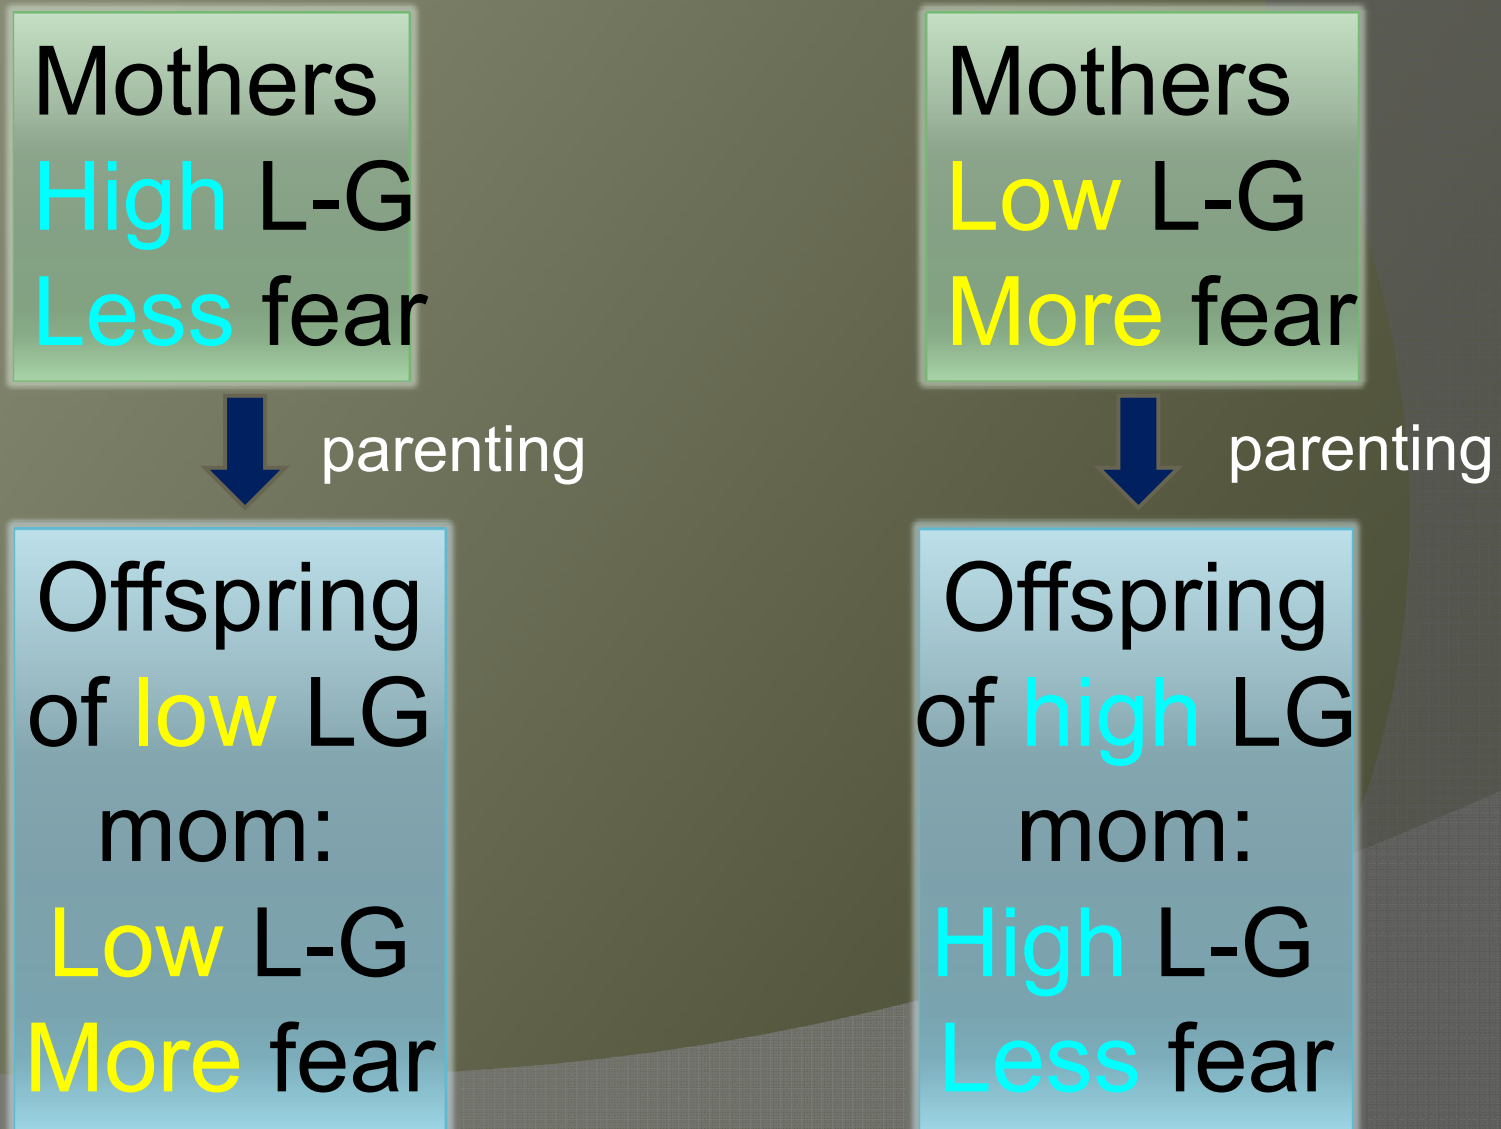 Mothers
High L-G
Less fear
parenting
Offspring
of low LG
mom:
Low L-G
More fear
Mothers
Low L-G
More fear
parenting
Offspring
of high LG
mom:
High L-G
Less fear